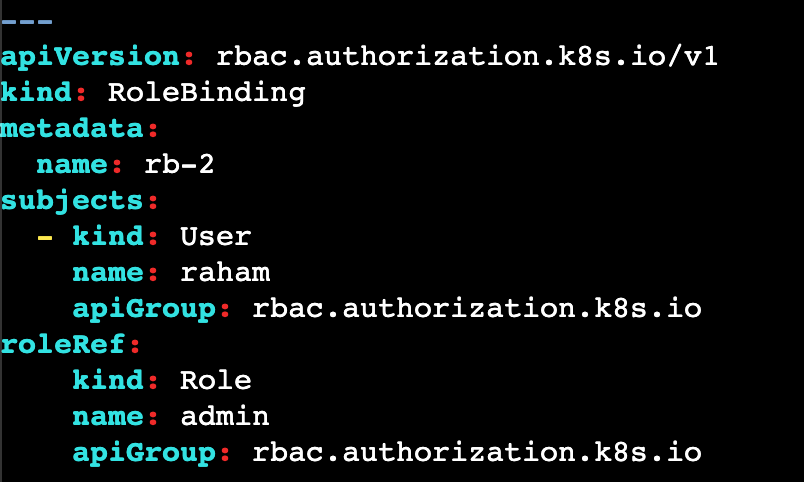 ---
apiVersion: rbac.authorization.k8s.io/v1
kind: RoleBinding
metadata:
  name: rb-2
subjects:
  - kind: User
    name: raham
    apiGroup: rbac.authorization.k8s.io
roleRef:
    kind: Role
    name: admin
    apiGroup: rbac.authorization.k8s.io